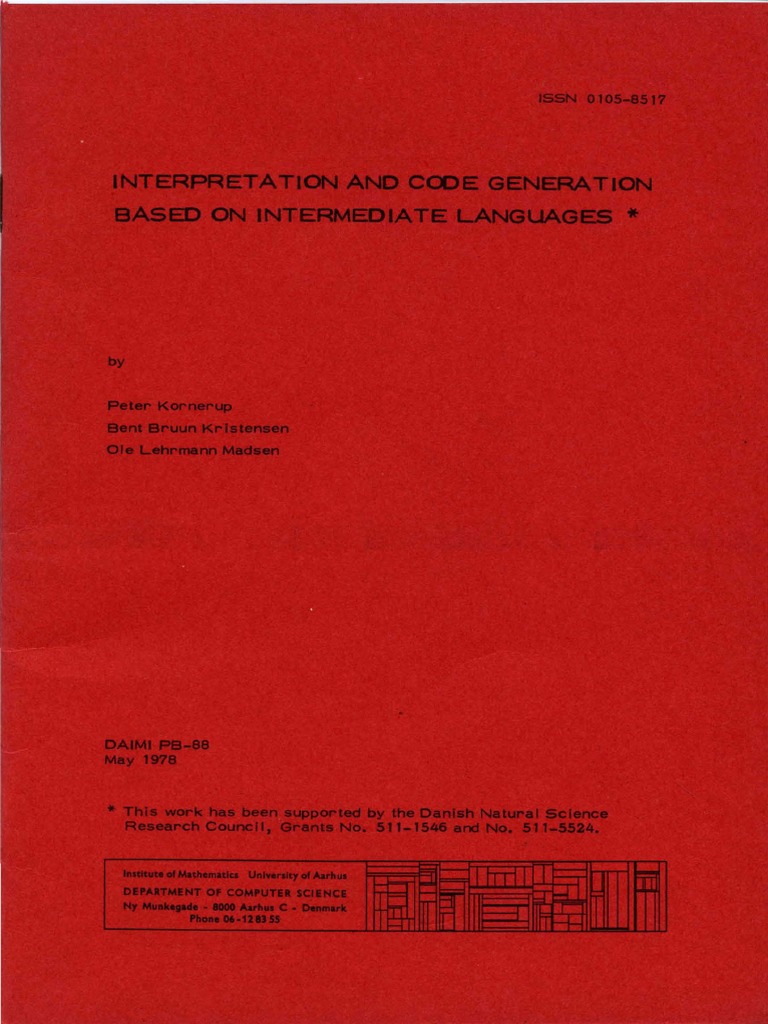 ISSN 0105-8517
INTERPRETATION AND CODE GENERATION
BASED ON INTERMEDIATE LANGUAGES *
by
Peter Kornerup
Bent Bruun Kristensen
Ole Lehrmann Madsen
DAIMI PB-88
May 1978
* This work has been supported by the Danish Natural Science
Research Council, Grants No. 511-1546 and No. 511-5524.
Institute of Mathematics University of Aarhus
DEPARTMENT OF COMPUTER SCIENCE
Ny Munkegade - 8000 Aarhus C - Denmark
Phone 06-12 83 55